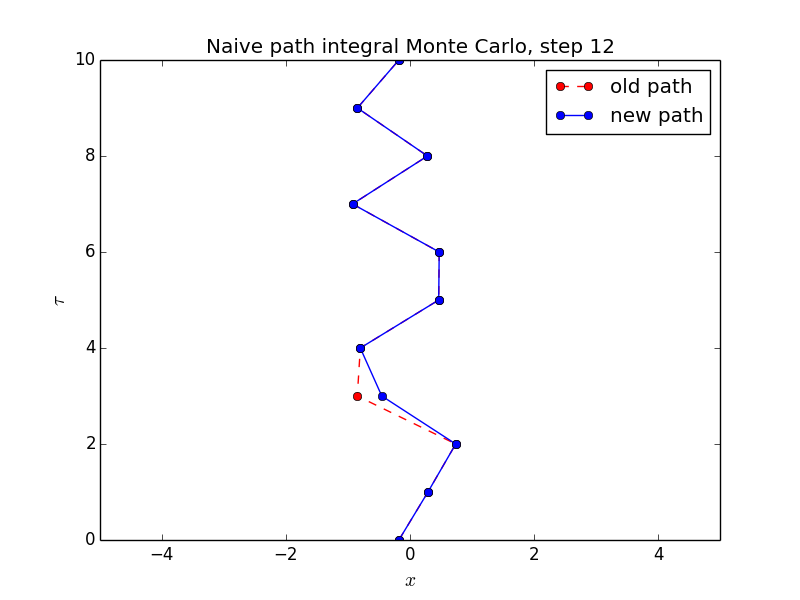 Naive path integral Monte Carlo, step 12
old path
new path
10
8
6
4
2
0
τ
−4 −2 0 2 4
x